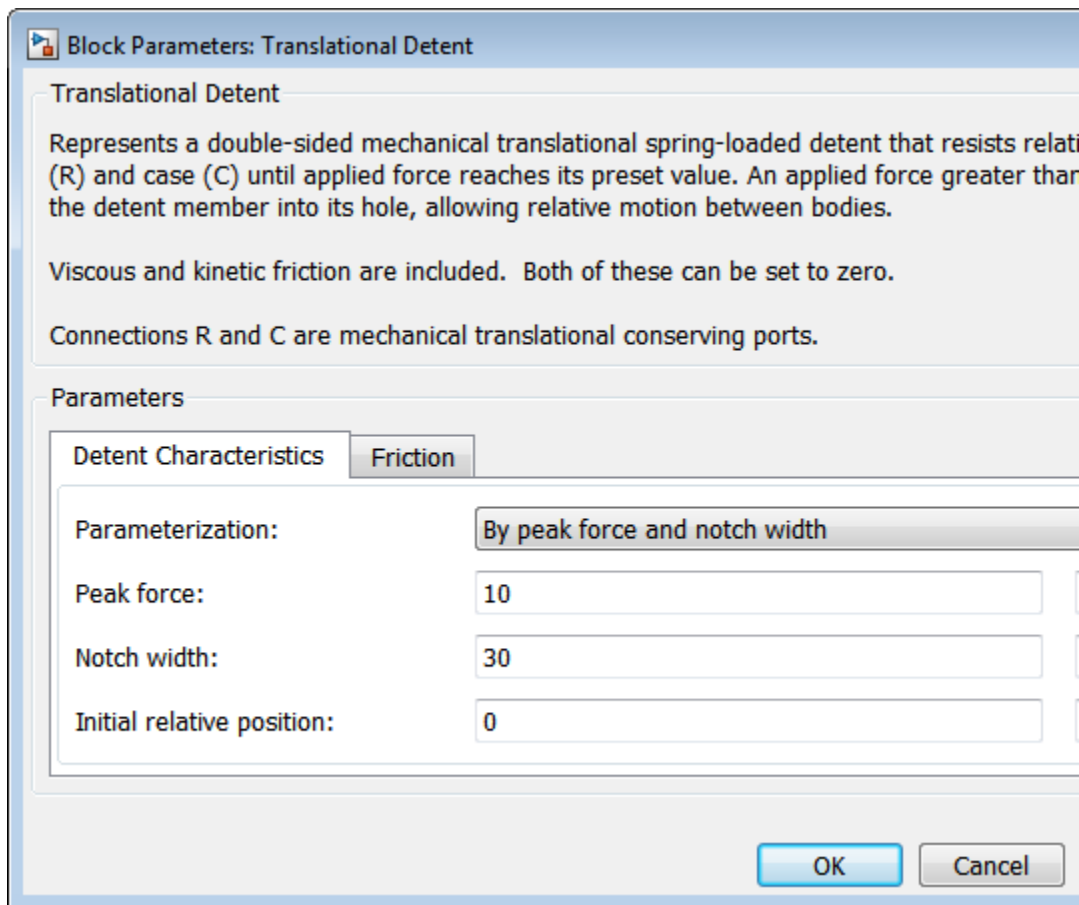 Block Parameters: Translational Detent
Translational Detent
Represents a double-sided mechanical translational spring-loaded detent that resists
(R) and case (C) until applied force reaches its preset value. An applied force greater than
the detent member into its hole, allowing relative motion between bodies.
Viscous and kinetic friction are included.  Both of these can be set to zero.
Connections R and C are mechanical translational conserving ports.
Parameters
Detent Characteristics Friction
Parameterization: By peak force and notch width
Peak force: 10
Notch width: 30
Initial relative position: 0
OK Cancel